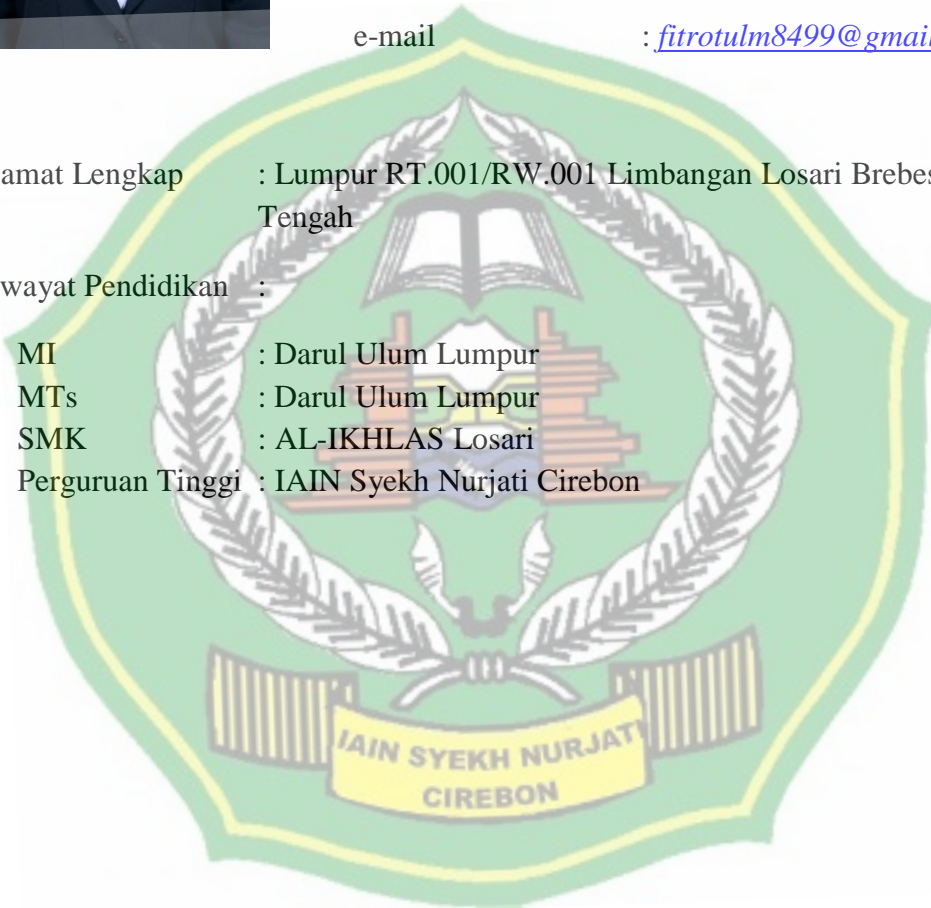 e-mail : fitrotulm8499@gmail
amat Lengkap : Lumpur RT.001/RW.001 Limbangan Losari Brebes
Tengah
wayat Pendidikan :
MI : Darul Ulum Lumpur
MTs : Darul Ulum Lumpur
SMK : AL-IKHLAS Losari
Perguruan Tinggi : IAIN Syekh Nurjati Cirebon
IAIN SYEKH NURJATI
CIREBON